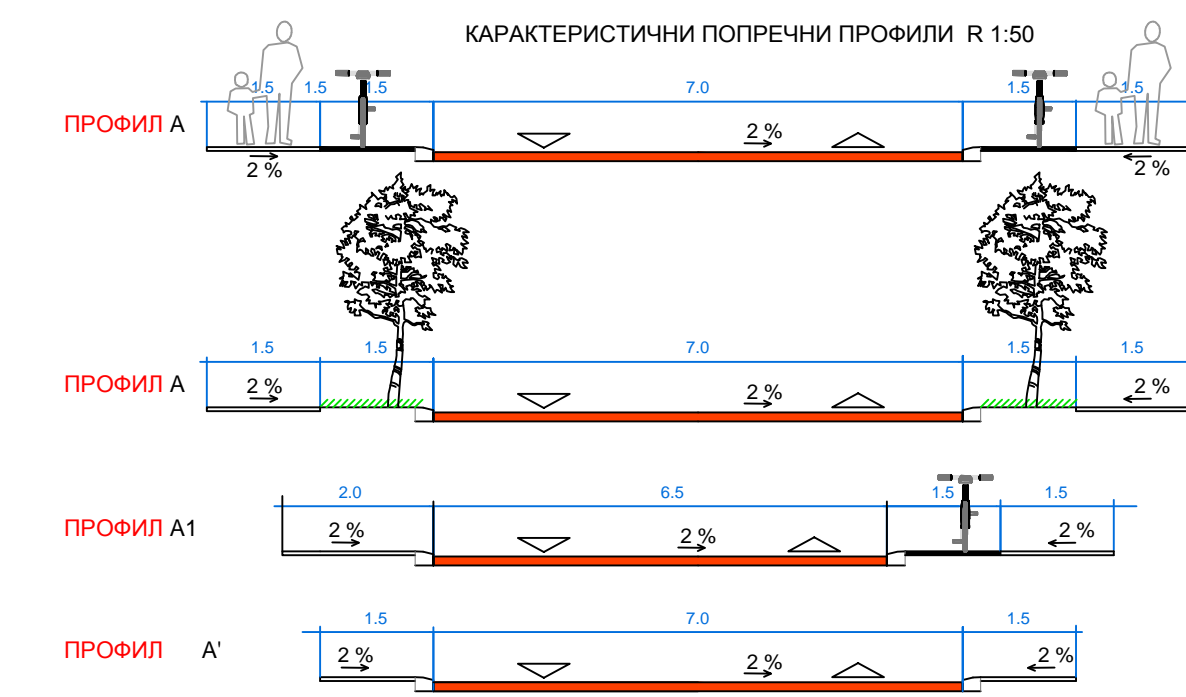 КАРАКТЕРИСТИЧНИ ПОПРЕЧНИ ПРОФИЛИ R 1:50
1.5 1.5 1.5 7.0 1.5 1.5
ПРОФИЛ А
2 %
2 % 2 %
1.5 1.5 7.0 1.5 1.5
ПРОФИЛ А
2 % 2 % 2 %
2.0 6.5 1.5 1.5
ПРОФИЛ А1
2 % 2 % 2 %
1.5 7.0 1.5
ПРОФИЛ А'
2 % 2 % 2 %